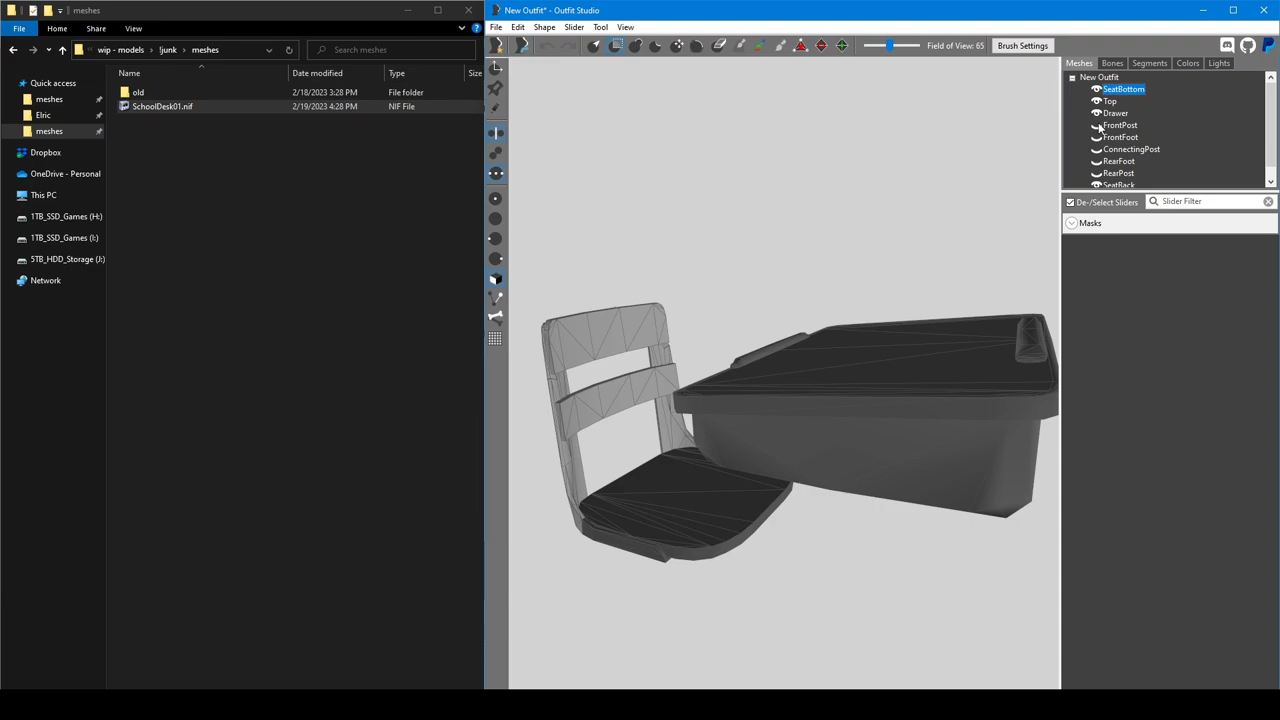 meshes
New Outfit* - Outfit Studio
File Home Share View
File Edit Shape Slider Tool View
wip - models › !junk › meshes
Search meshes
Field of View: 65
Brush Settings
Name Date modified Type Size
Quick access
meshes
Elric
meshes
Dropbox
OneDrive - Personal
This PC
1TB_SSD_Games (H:)
1TB_SSD_Games (I:)
5TB_HDD_Storage (J:)
Network
old 2/18/2023 3:28 PM File folder
SchoolDesk01.nif 2/19/2023 4:28 PM NIF File
Meshes Bones Segments Colors Lights
New Outfit
SeatBottom
Top
Drawer
FrontPost
FrontFoot
ConnectingPost
RearFoot
RearPost
SeatBack
De-/Select Sliders
Slider Filter
Masks